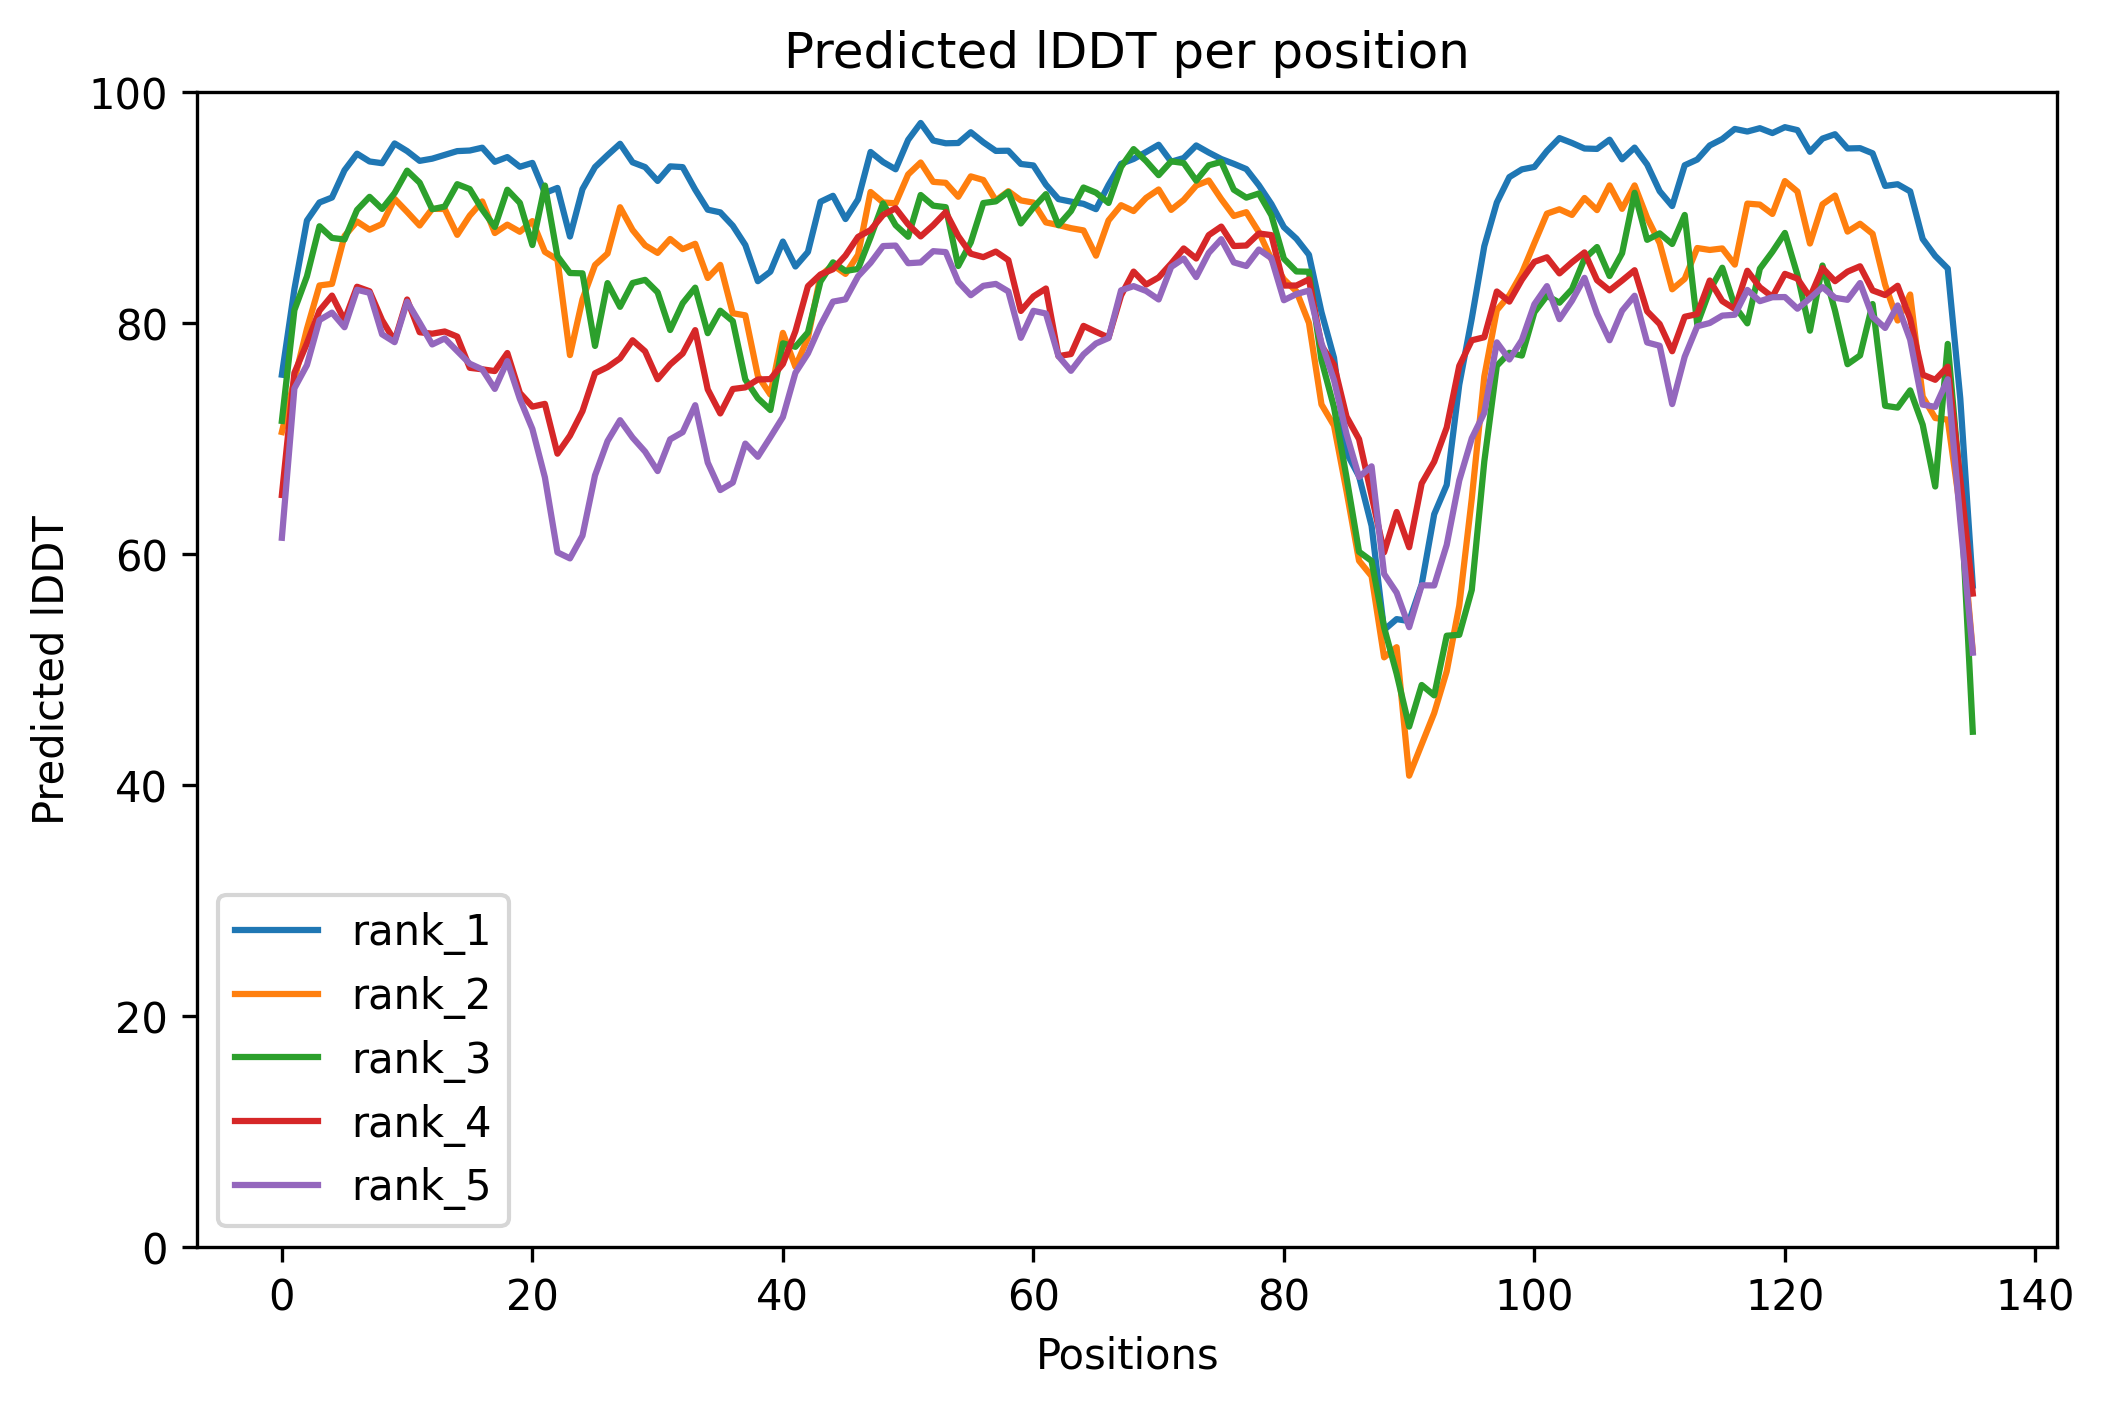 Predicted lDDT per position
100
80
60
40
20
0
Predicted lDDT
rank_1
rank_2
rank_3
rank_4
rank_5
0 20 40 60 80 100 120 140
Positions